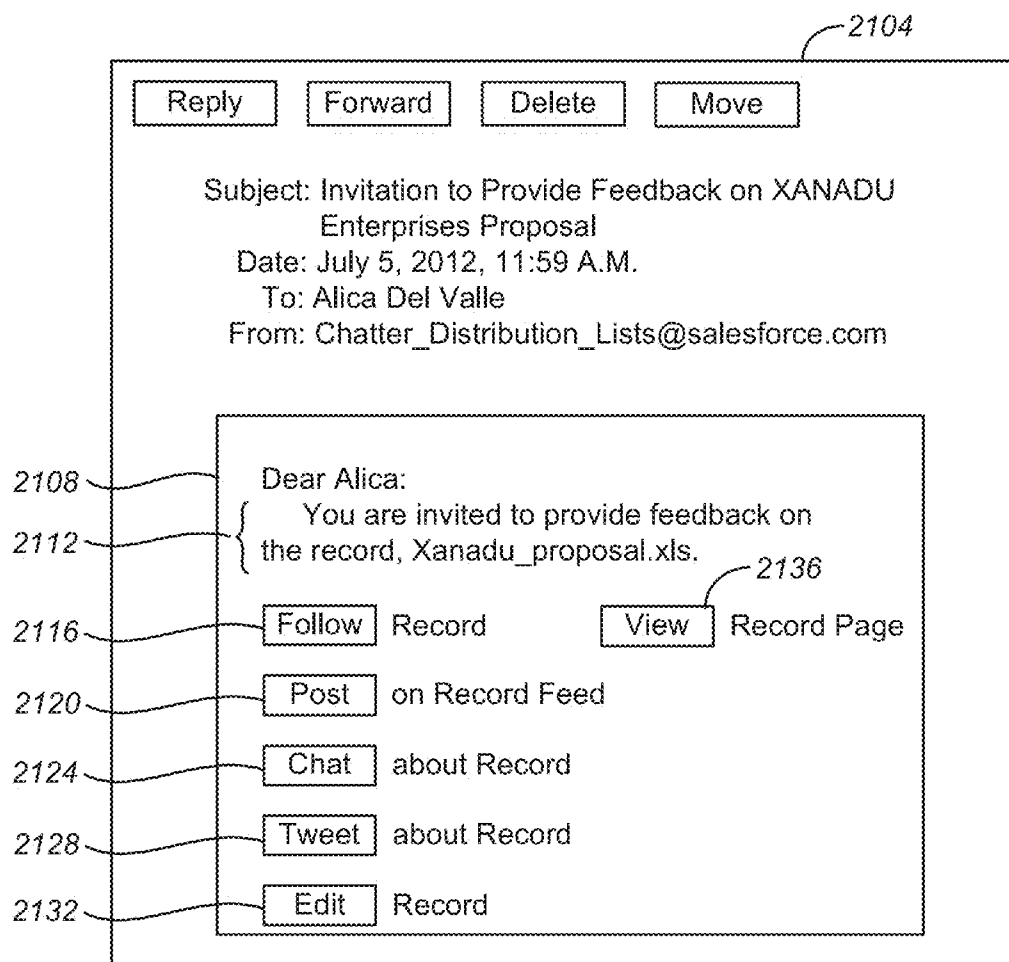 2104
Reply Forward Delete Move
Subject: Invitation to Provide Feedback on XANADU
Enterprises Proposal
Date: July 5, 2012, 11:59 A.M.
To: Alica Del Valle
From: Chatter_Distribution_Lists@salesforce.com
2108
Dear Alica:
2112
You are invited to provide feedback on
the record, Xanadu_proposal.xls.
2136
2116 Follow Record View Record Page
2120 Post on Record Feed
2124 Chat about Record
2128 Tweet about Record
2132 Edit Record